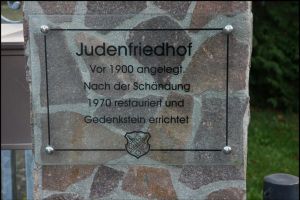 Judenfriedhof
Vor 1900 angelegt.
Nach der Schändung
1970 restauriert und
Gedenkstein errichtet